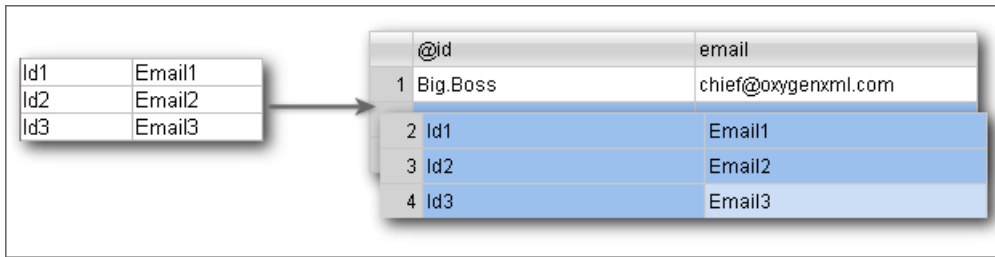 Id1 Email1
Id2 Email2
Id3 Email3
@id email
1 Big.Boss chief@oxygenxml.com
2 Id1 Email1
3 Id2 Email2
4 Id3 Email3